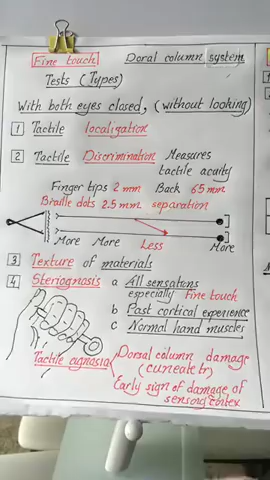 Fine touch Doral column system
Tests (Types)
With both eyes closed, (without looking)
1 Tactile localization
2 Tactile Discrimination Measures
tactile acuity
Finger tips 2 mm Back 65 mm
Braille dots 2.5 mm separation
More More Less More
3 Texture of materials
4 Steriognosis a All sensations
especially Fine touch
b Past cortical experience
c Normal hand muscles
Tactile agnosia Dorsal column damage
(cuneate tr)
Early sign of damage of
sensory cortex